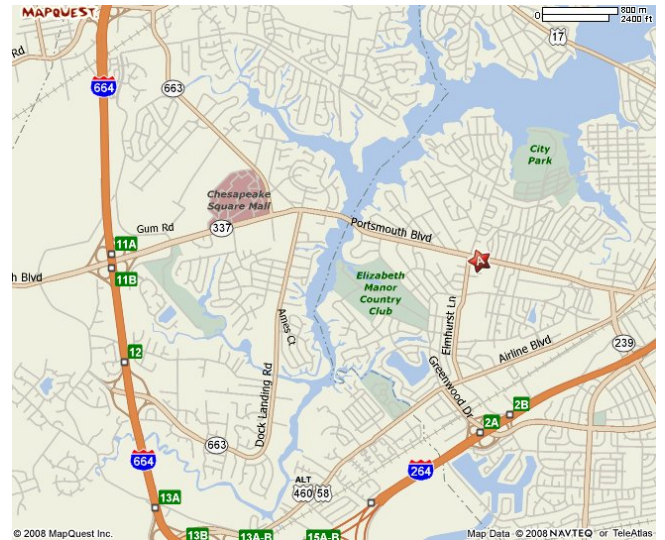 MAPQUEST
800 m
0
2400 ft
17
Rd
664
663
City
Park
Chesapeake
Square Mall
Gum Rd
337
Portsmouth Blvd
11A
A
h Blvd
11B
Elizabeth
Manor
Country
Club
Elmhurst Ln
Ames Ct
Airline Blvd
239
12
Greenwood Dr
Dock Landing Rd
2B
2A
663
664
264
ALT
460 58
13A
13B
13A-B
15A-B
© 2008 MapQuest Inc.
Map Data © 2008 NAVTEQ or TeleAtlas